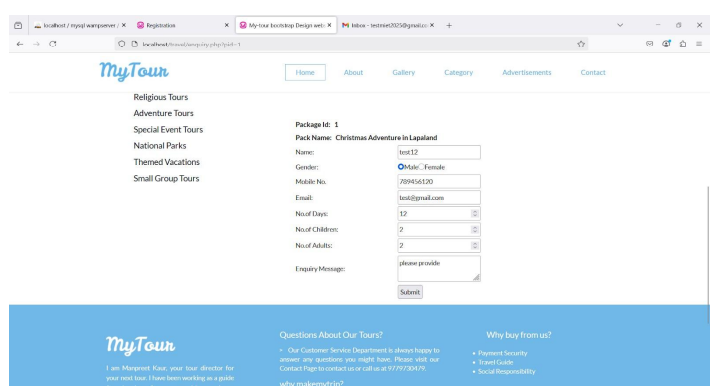 localhost / mysql wampserver /
Registration
My-tour bootstrap Design web
Inbox - testmiet2025@gmail.co
localhost/travel/enquiry.php?pid=1
MyTour
Home
About
Gallery
Category
Advertisements
Contact
Religious Tours
Adventure Tours
Special Event Tours
National Parks
Themed Vacations
Small Group Tours
Package Id: 1
Pack Name: Christmas Adventure in Lapaland
Name: test12
Gender: Male Female
Mobile No. 789456120
Email: test@gmail.com
No.of Days: 12
No.of Children: 2
No.of Adults: 2
Enquiry Message: please provide
Submit
MyTour
I am Manpreet Kaur, your tour director for
your next tour. I have been working as a guide
Questions About Our Tours?
Our Customer Service Department is always happy to
answer any questions you might have. Please visit our
Contact Page to contact us or call us at 9779730479.
why makemytrip?
Why buy from us?
Payment Security
Travel Guide
Social Responsibility